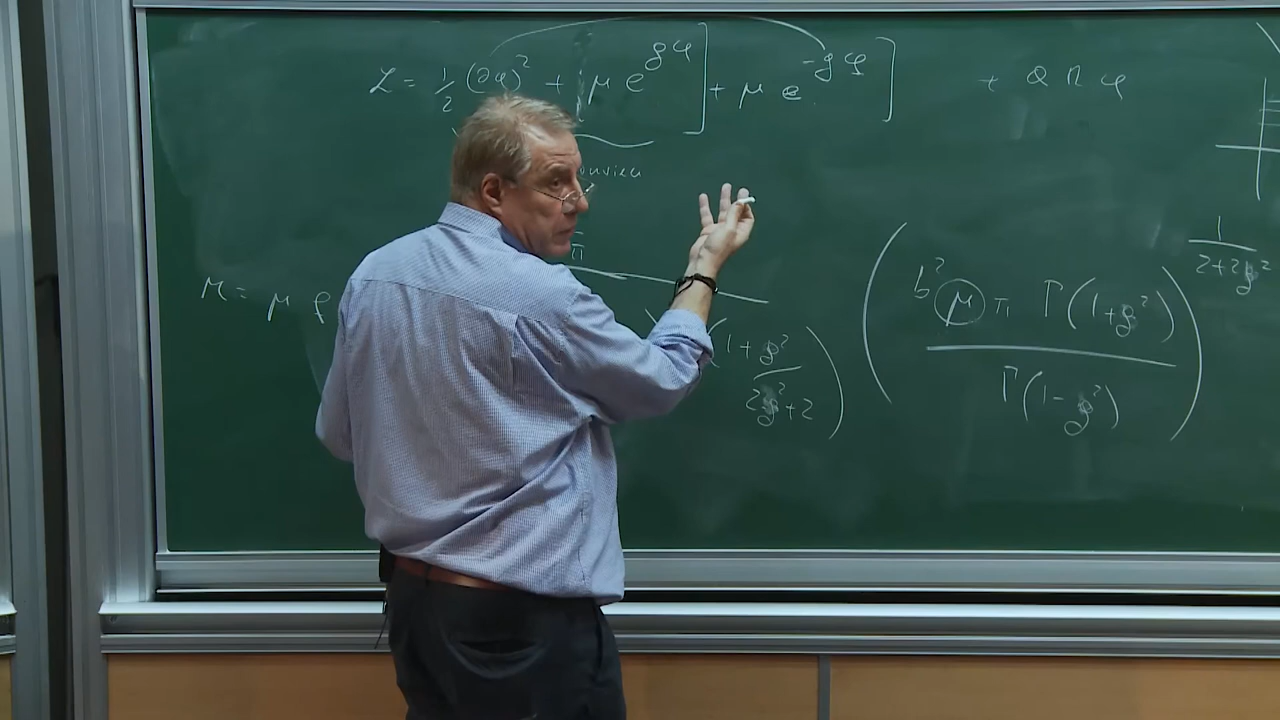 L = 1/2 (∂φ)² + [μ e^{gφ}] + μ e^{-gφ}] + Q R φ
M = μ f
π
(1 + g² / 2g²+2)
(b² μ π Γ(1+g²) / Γ(1-g²))^{1 / 2+2g²}